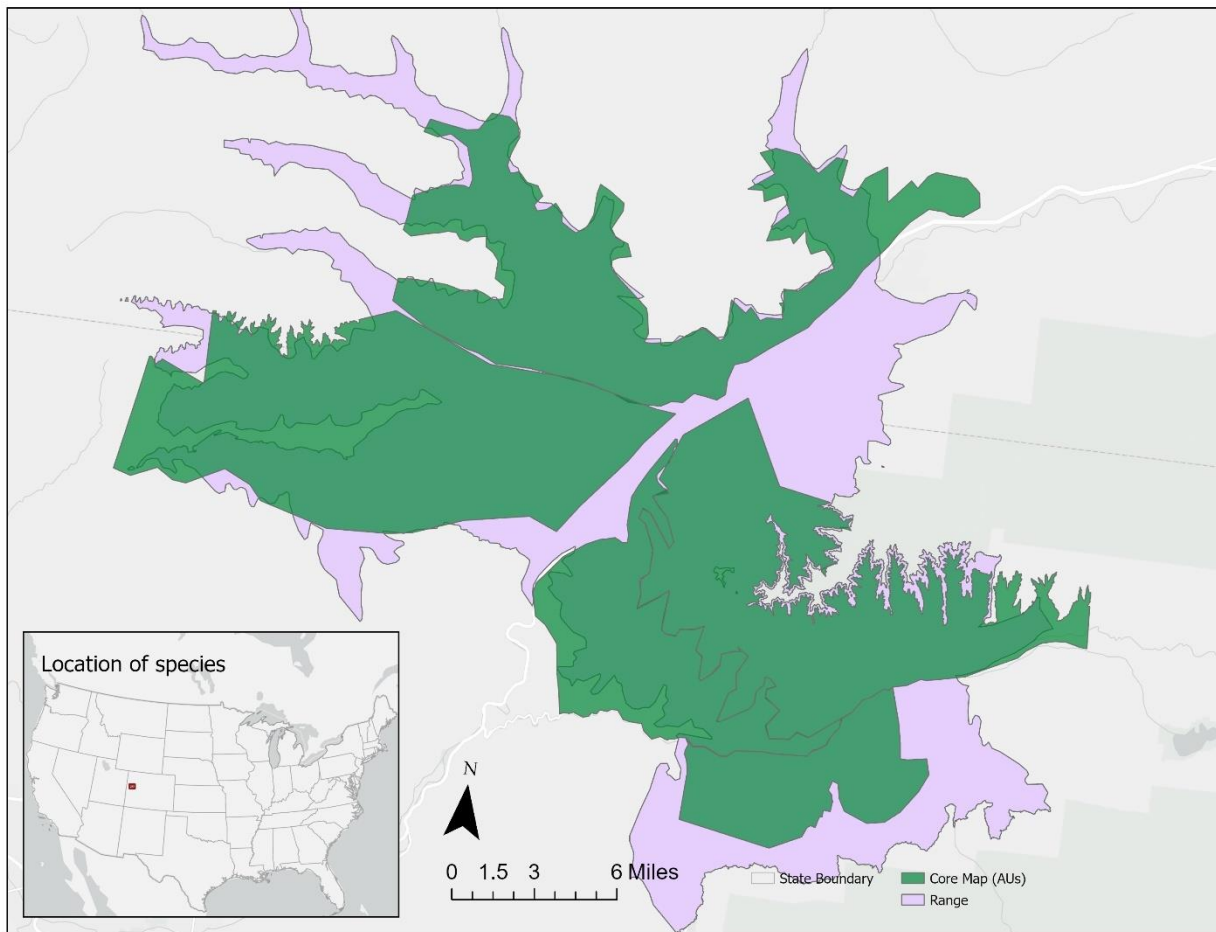 Location of species
N
0 1.5 3 6 Miles
State Boundary
Core Map (AUs)
Range